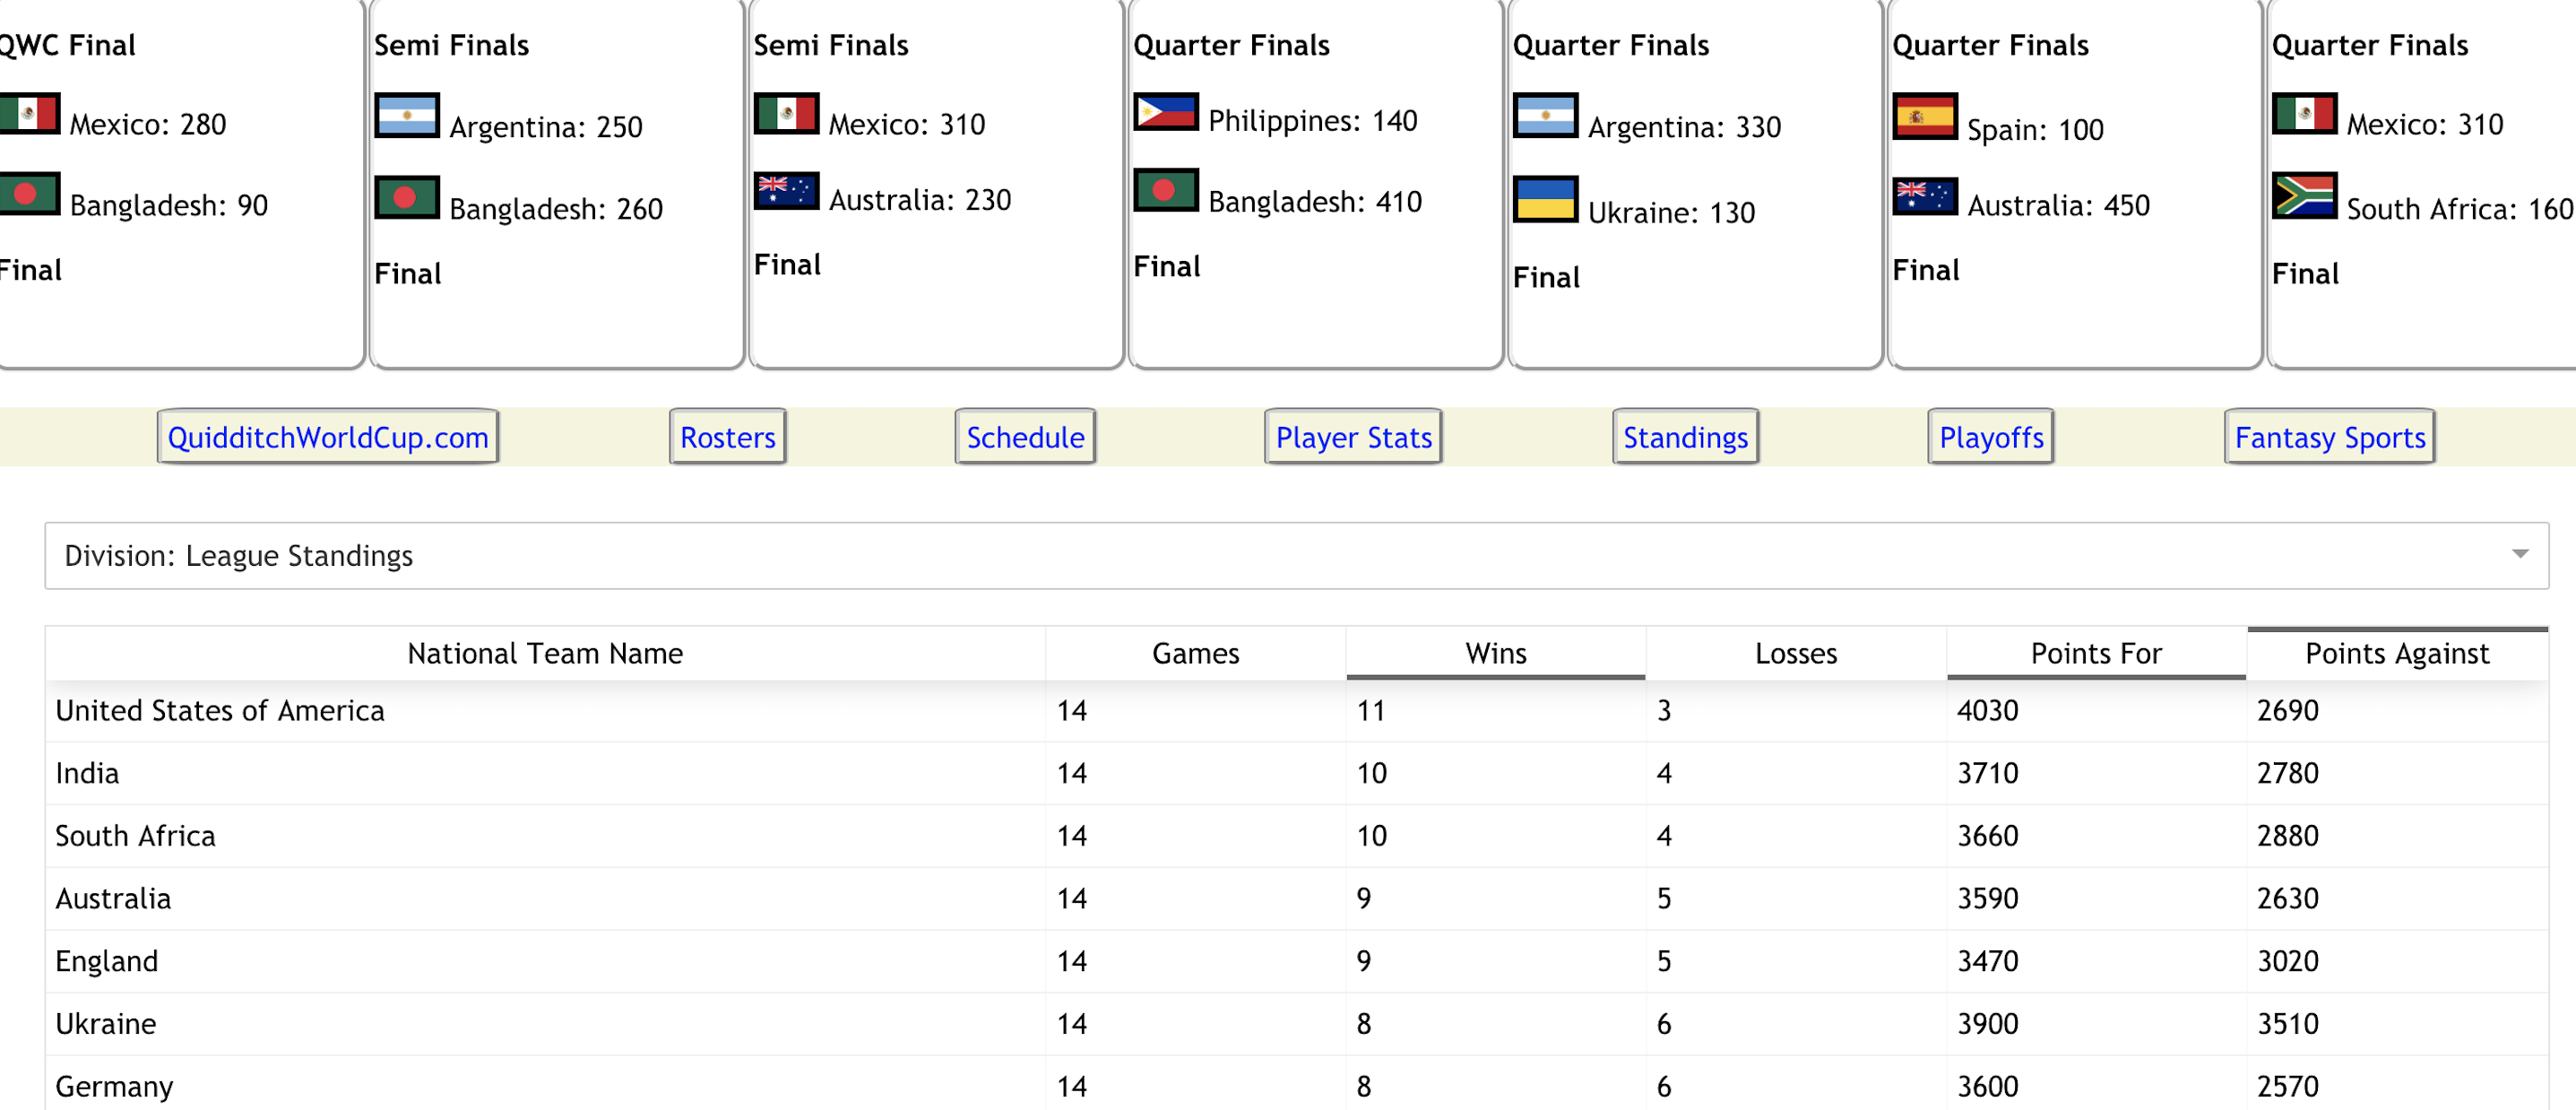 QWC Final
Mexico: 280
Bangladesh: 90
Final
Semi Finals
Argentina: 250
Bangladesh: 260
Final
Semi Finals
Mexico: 310
Australia: 230
Final
Quarter Finals
Philippines: 140
Bangladesh: 410
Final
Quarter Finals
Argentina: 330
Ukraine: 130
Final
Quarter Finals
Spain: 100
Australia: 450
Final
Quarter Finals
Mexico: 310
South Africa: 160
Final
QuidditchWorldCup.com Rosters Schedule Player Stats Standings Playoffs Fantasy Sports
Division: League Standings
National Team Name Games Wins Losses Points For Points Against
United States of America 14 11 3 4030 2690
India 14 10 4 3710 2780
South Africa 14 10 4 3660 2880
Australia 14 9 5 3590 2630
England 14 9 5 3470 3020
Ukraine 14 8 6 3900 3510
Germany 14 8 6 3600 2570